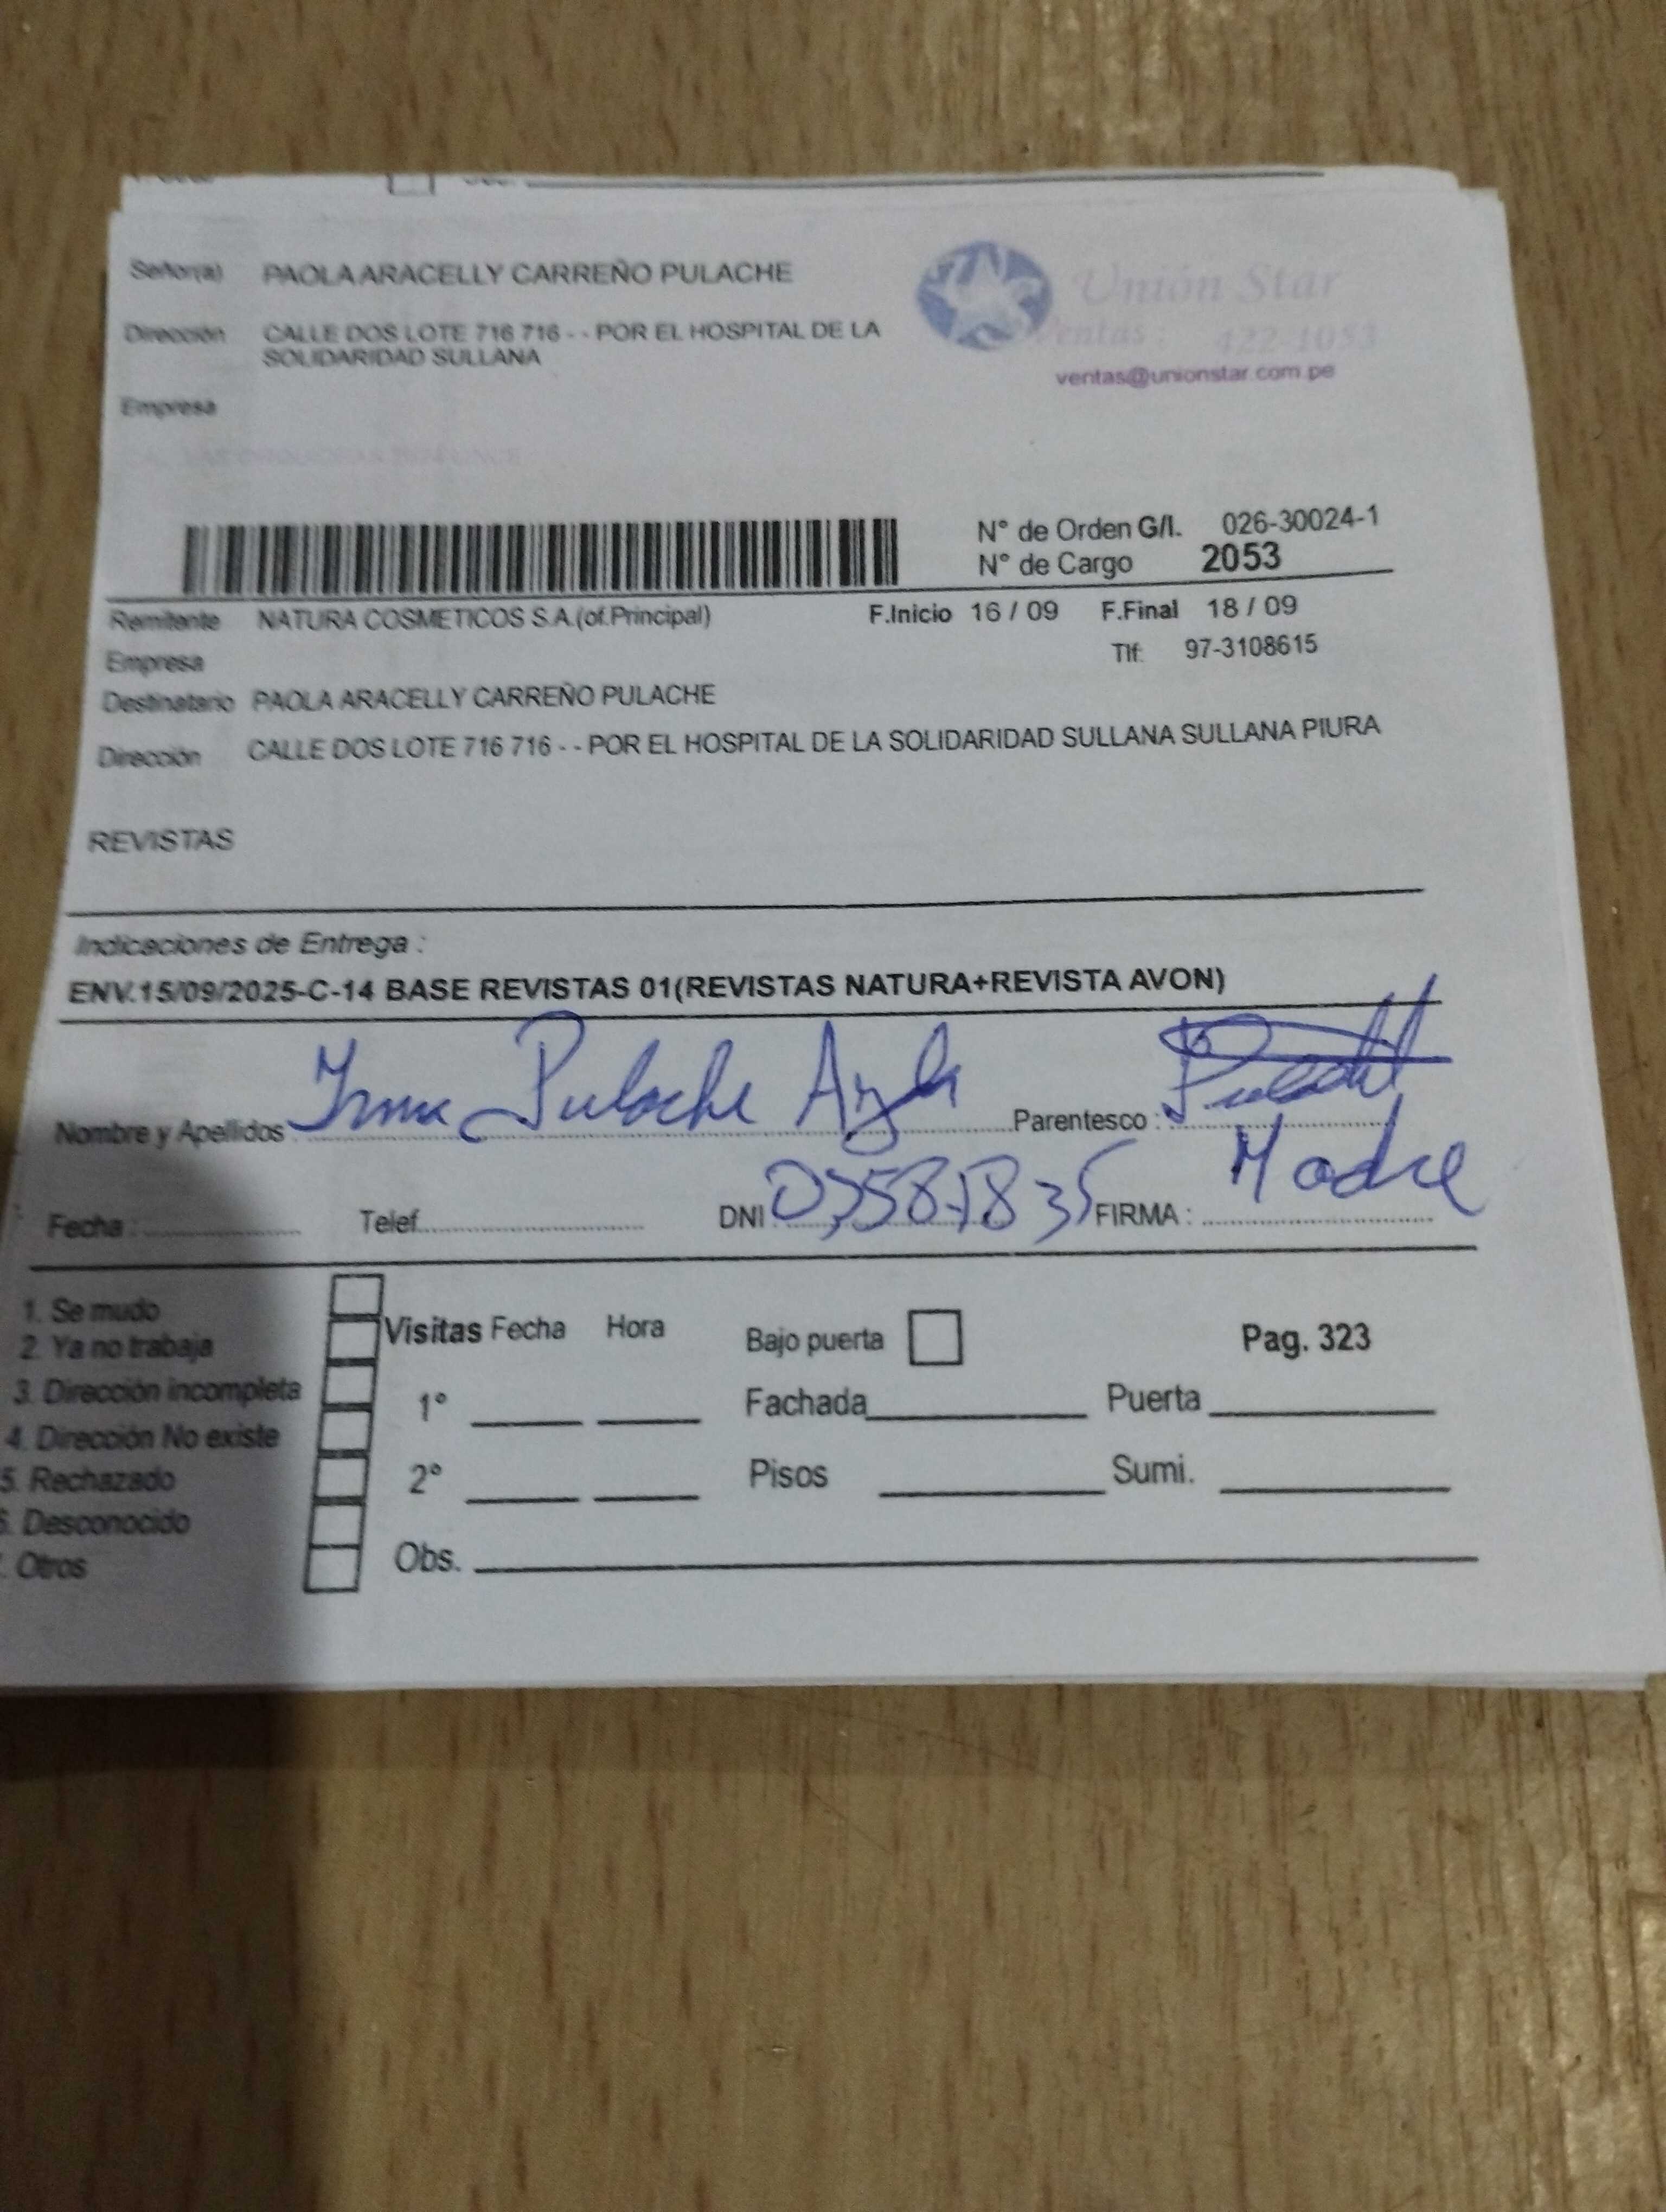 Señor(a) PAOLA ARACELLY CARREÑO PULACHE
Dirección CALLE DOS LOTE 716 716 - - POR EL HOSPITAL DE LA
SOLIDARIDAD SULLANA
Empresa
Unión Star
Ventas : 422-1053
ventas@unionstar.com.pe
N° de Orden G/I. 026-30024-1
N° de Cargo 2053
Remitente NATURA COSMETICOS S.A.(of.Principal) F.Inicio 16 / 09 F.Final 18 / 09
Empresa Tlf: 97-3108615
Destinatario PAOLA ARACELLY CARREÑO PULACHE
Dirección CALLE DOS LOTE 716 716 - - POR EL HOSPITAL DE LA SOLIDARIDAD SULLANA SULLANA PIURA
REVISTAS
Indicaciones de Entrega :
ENV.15/09/2025-C-14 BASE REVISTAS 01(REVISTAS NATURA+REVISTA AVON)
Nombre y Apellidos Irma Pulache Parentesco :
Madre
Fecha : Telef. DNI FIRMA :
1. Se mudo
2. Ya no trabaja
3. Dirección incompleta
4. Dirección No existe
5. Rechazado
6. Desconocido
. Otros
Visitas Fecha Hora Bajo puerta Pag. 323
1° Fachada Puerta
2° Pisos Sumi.
Obs.